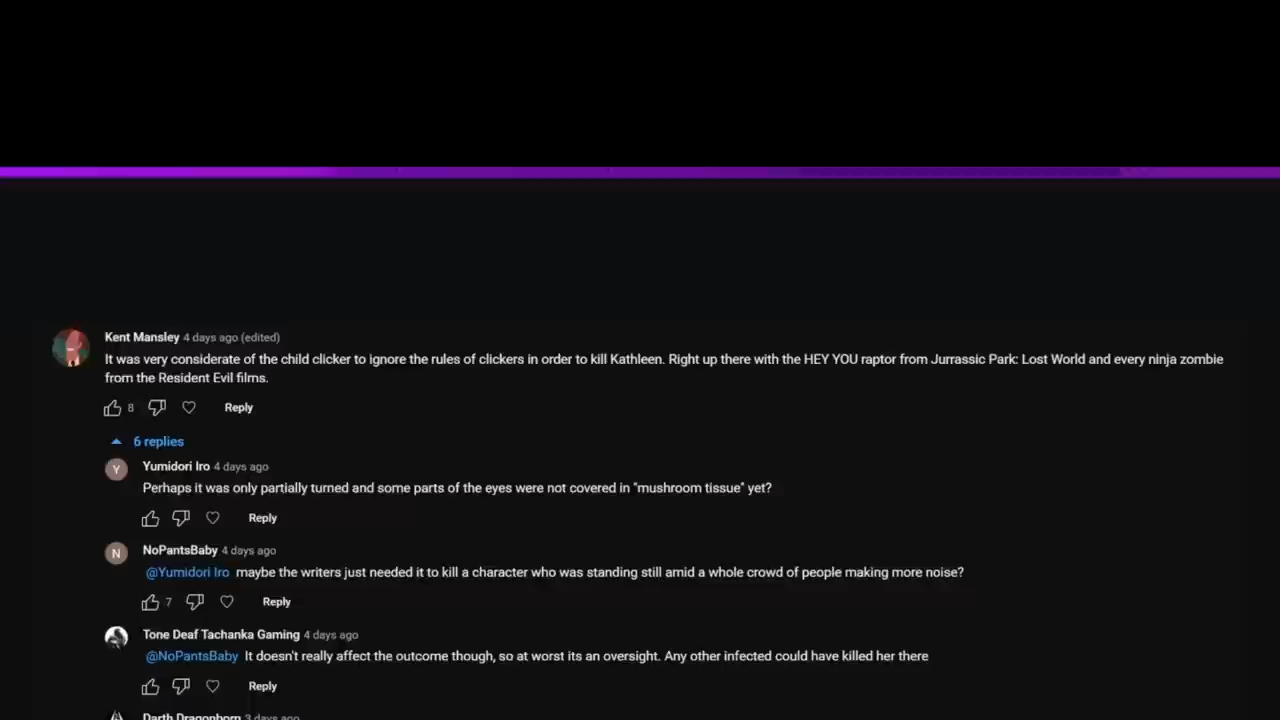 Kent Mansley 4 days ago (edited)
It was very considerate of the child clicker to ignore the rules of clickers in order to kill Kathleen. Right up there with the HEY YOU raptor from Jurrassic Park: Lost World and every ninja zombie
from the Resident Evil films.
8 Reply
6 replies
Y Yumidori Iro 4 days ago
Perhaps it was only partially turned and some parts of the eyes were not covered in "mushroom tissue" yet?
Reply
N NoPantsBaby 4 days ago
@Yumidori Iro maybe the writers just needed it to kill a character who was standing still amid a whole crowd of people making more noise?
7 Reply
Tone Deaf Tachanka Gaming 4 days ago
@NoPantsBaby It doesn't really affect the outcome though, so at worst its an oversight. Any other infected could have killed her there
Reply
Darth Dragonborn 3 days ago